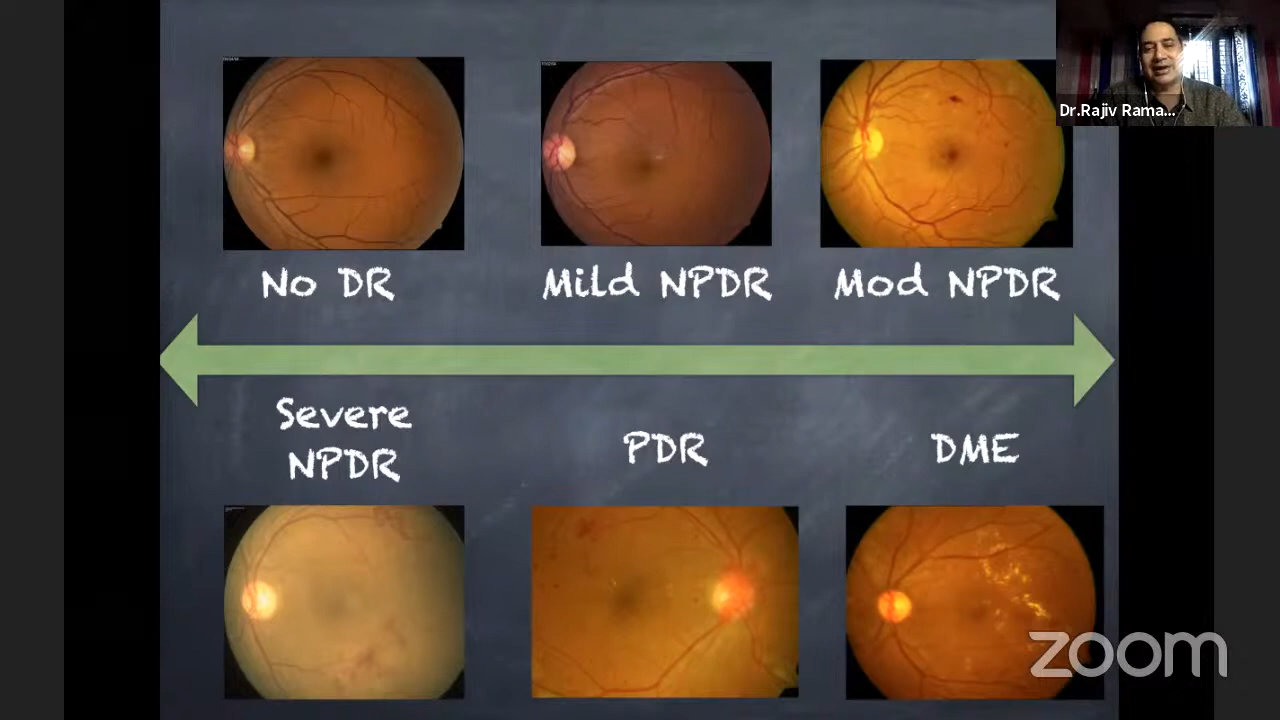 Dr.Rajiv Rama...
No DR
Mild NPDR
Mod NPDR
Severe
NPDR
PDR
DME
zoom